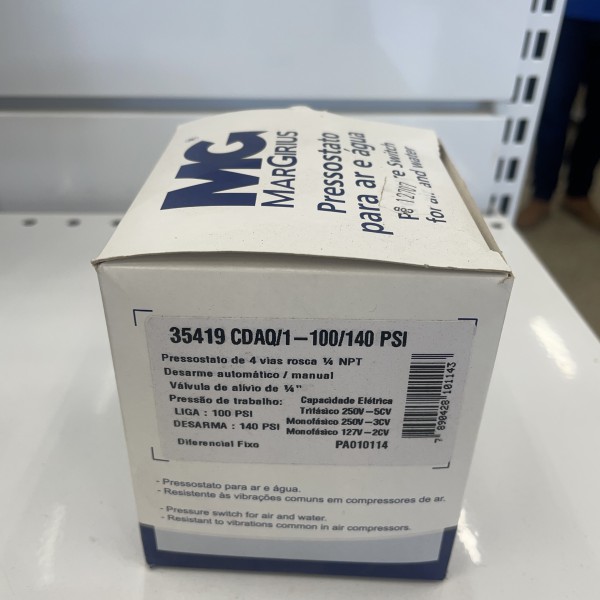 MG
MARGIRIUS
Pressostato
para ar e água
Switch
for and water
35419 CDAQ/1-100/140 PSI
Pressostato de 4 vias rosca ¼ NPT
Desarme automático / manual
Válvula de alivio de ¼"
Pressão de trabalho: Capacidade Elétrica
LIGA : 100 PSI Trifásico 250V-5CV
DESARMA : 140 PSI Monofásico 250V-3CV
Monofásico 127V-2CV
Diferencial Fixo PA010114
7 890428 181143
- Pressostato para ar e água.
- Resistente às vibrações comuns em compressores de ar.
- Pressure switch for air and water.
- Resistant to vibrations common in air compressors.